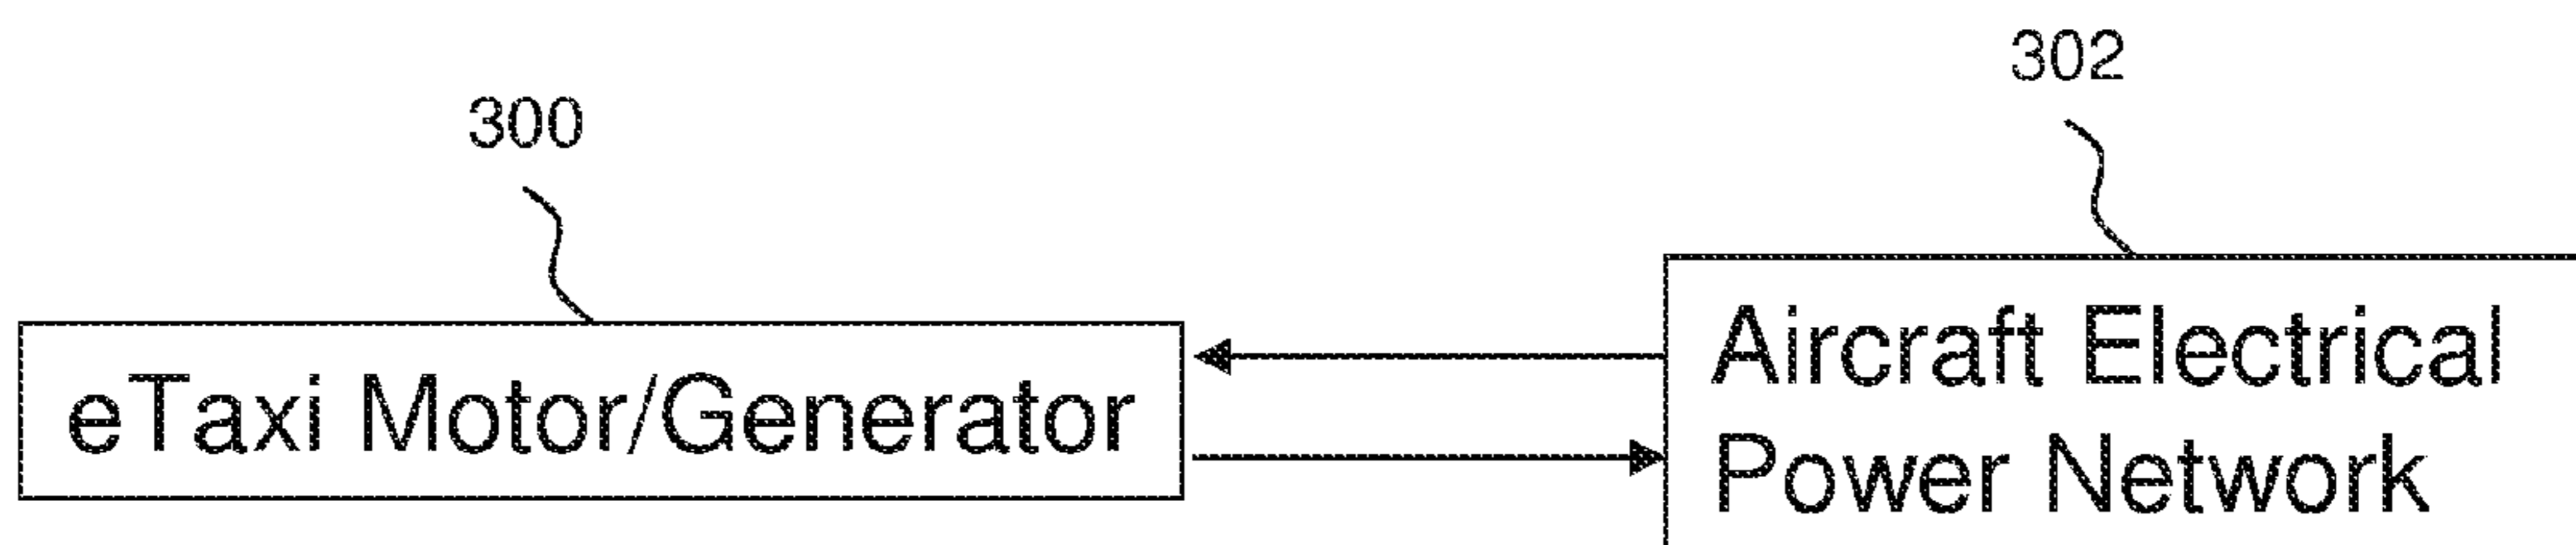 300
302
eTaxi Motor/Generator
Aircraft Electrical
Power Network